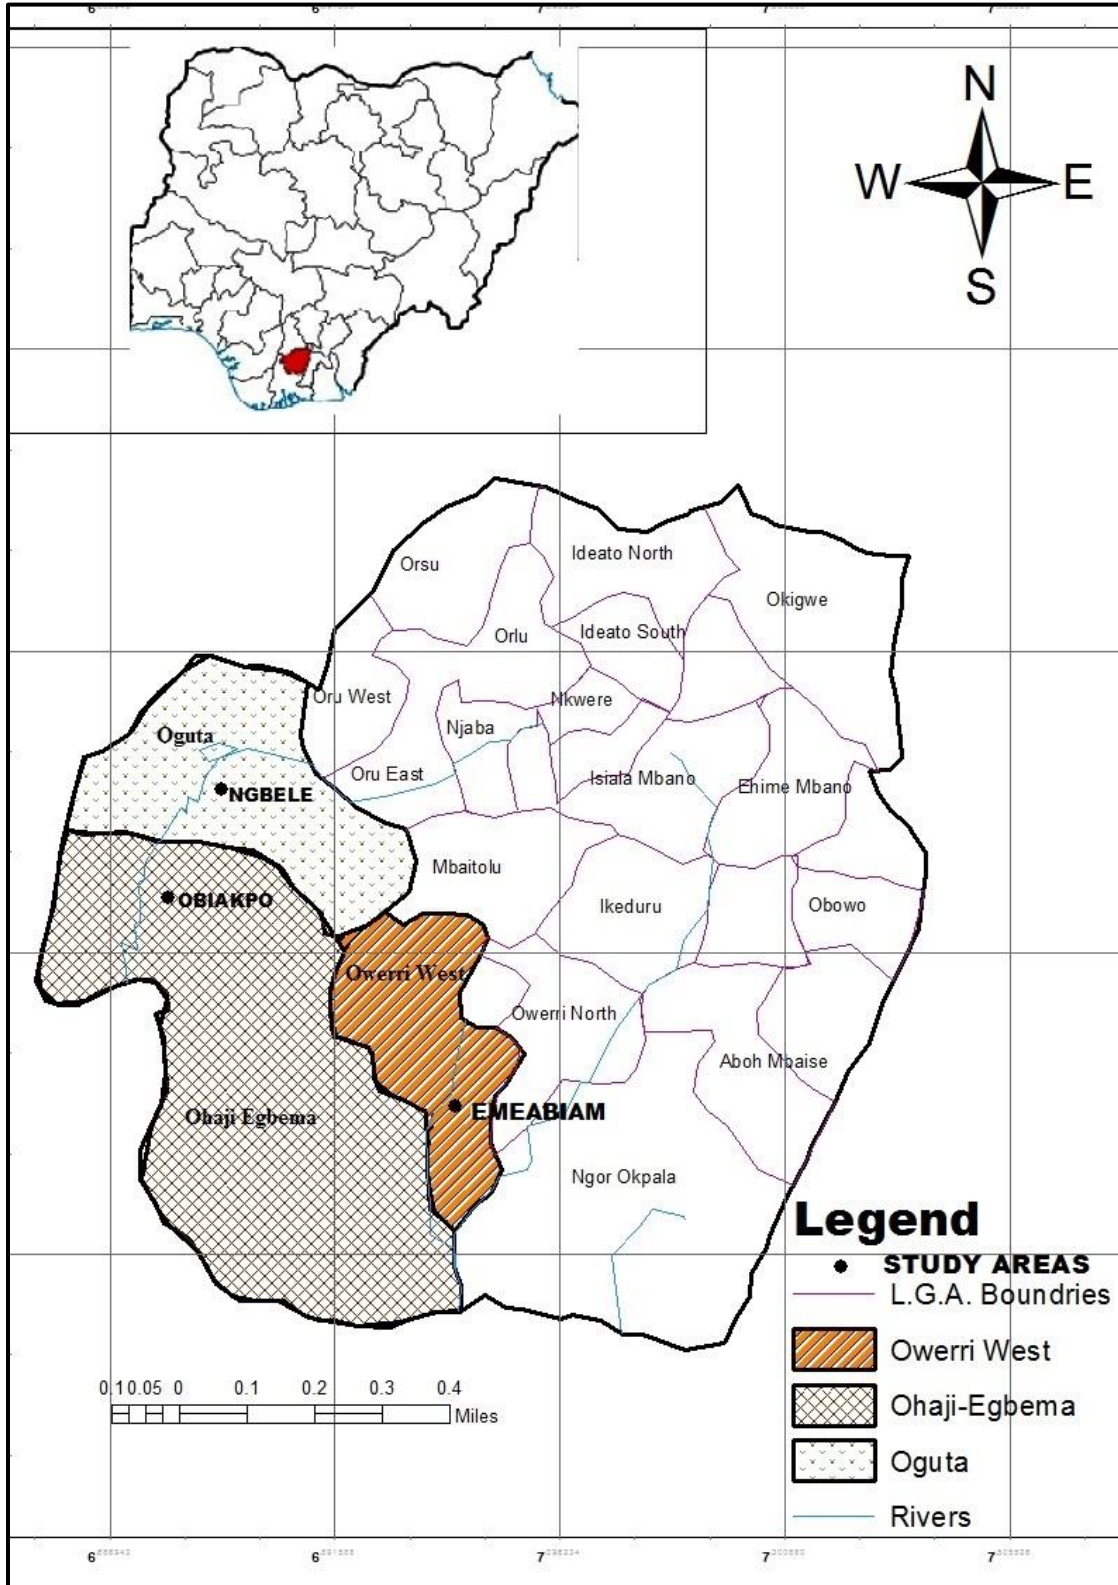 N
W E
S
Ideato North
Orsu
Okigwe
Orlu
Ideato South
Oru West
Nkwere
Njaba
Oguta
Oru East
Isiala Mbano
Ehime Mbano
NGBELE
Mbaitolu
OBIAKPO
Ikeduru
Obowo
Owerri West
Owerri North
Aboh Mbaise
Ohaji Egbema
EMEABIAM
Ngor Okpala
Legend
STUDY AREAS
L.G.A. Boundries
Owerri West
Ohaji-Egbema
Oguta
Rivers
0.1 0.05 0 0.1 0.2 0.3 0.4
Miles